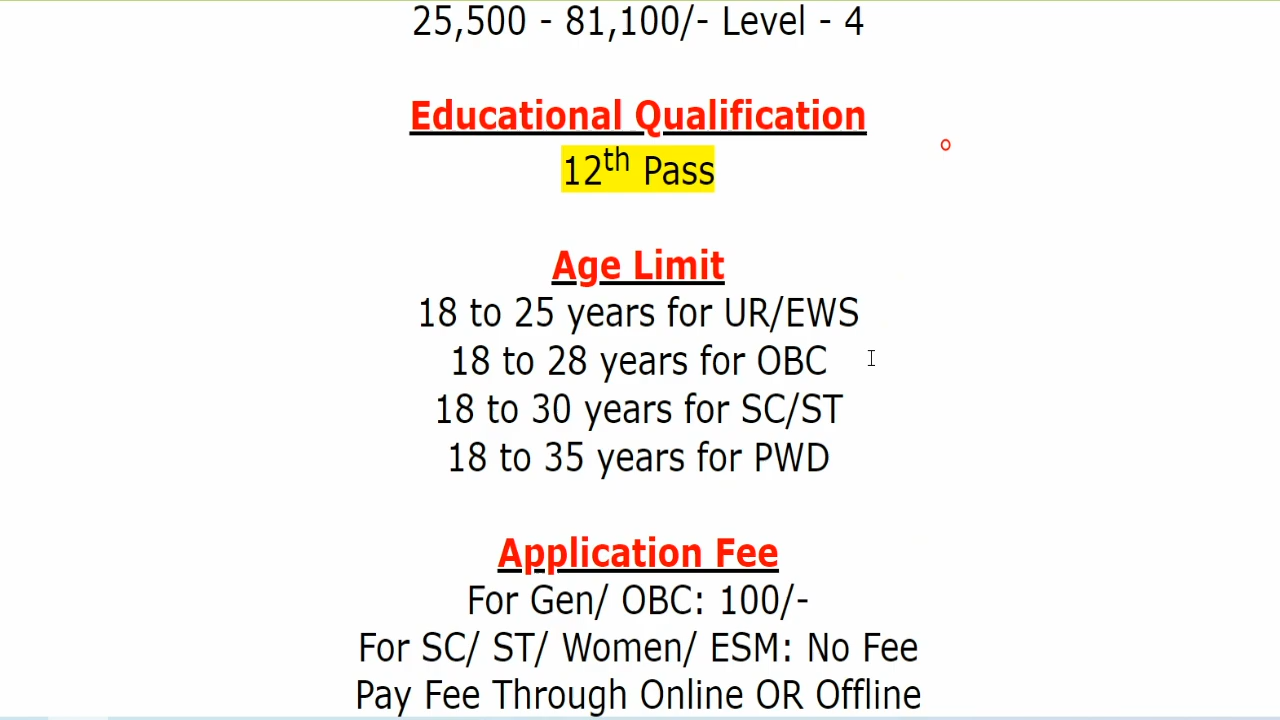 25,500 - 81,100/- Level - 4
Educational Qualification
12th Pass
Age Limit
18 to 25 years for UR/EWS
18 to 28 years for OBC
18 to 30 years for SC/ST
18 to 35 years for PWD
Application Fee
For Gen/ OBC: 100/-
For SC/ ST/ Women/ ESM: No Fee
Pay Fee Through Online OR Offline